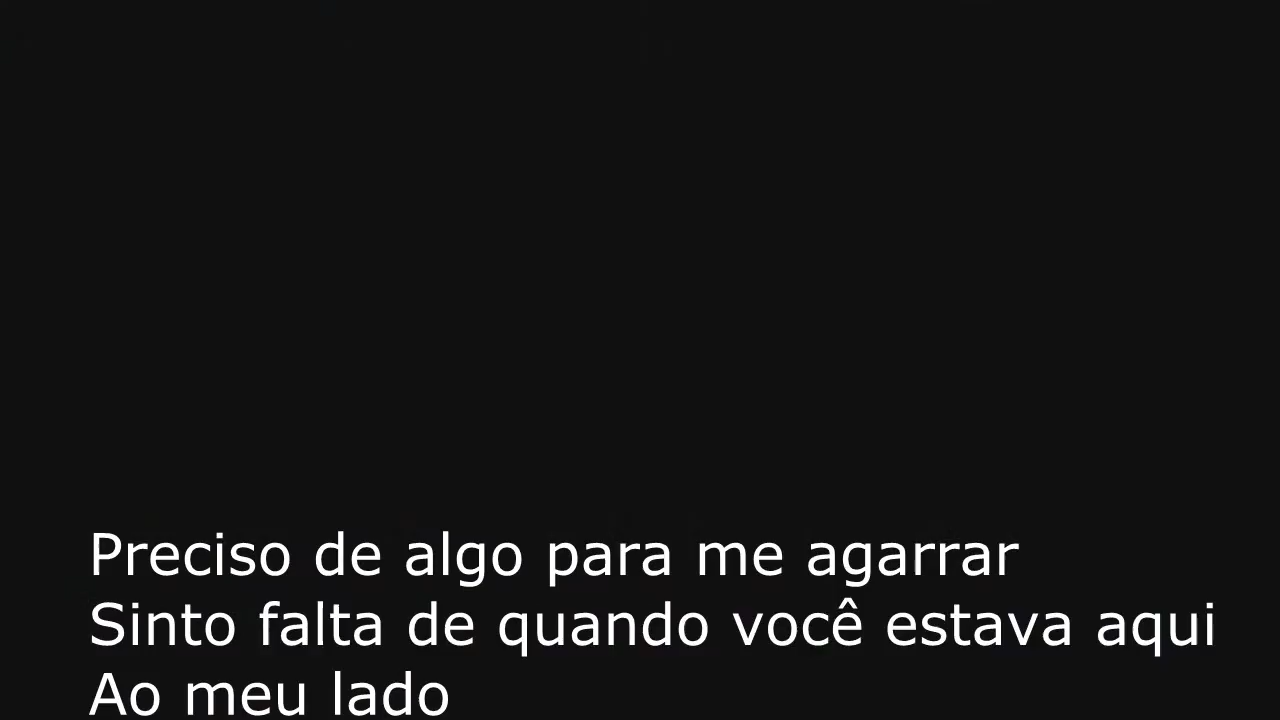 Preciso de algo para me agarrar
Sinto falta de quando você estava aqui
Ao meu lado